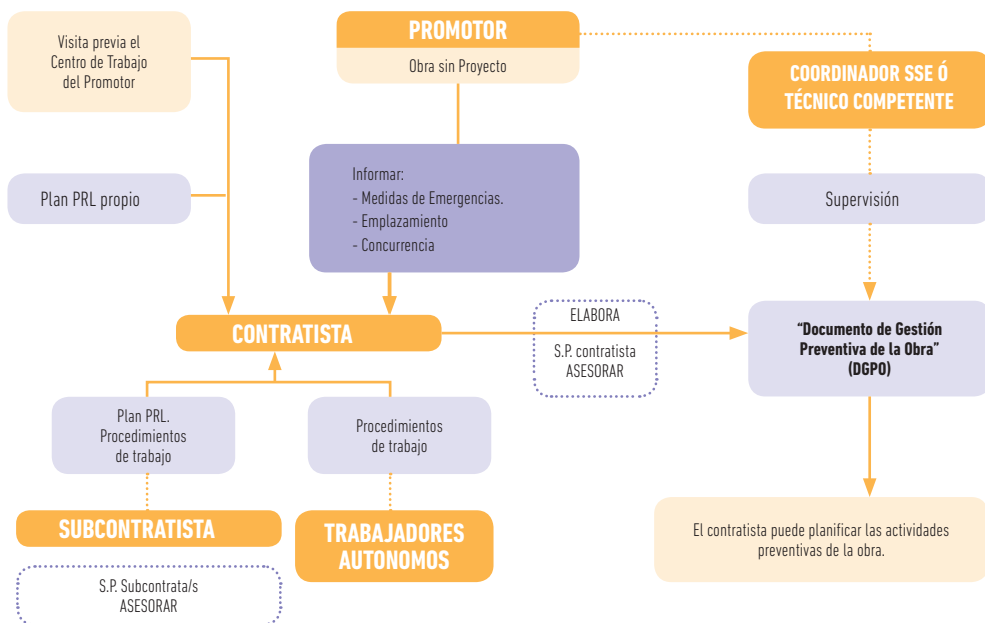 Visita previa el
Centro de Trabajo
del Promotor
PROMOTOR
Obra sin Proyecto
COORDINADOR SSE Ó
TÉCNICO COMPETENTE
Plan PRL propio
Informar:
- Medidas de Emergencias.
- Emplazamiento
- Concurrencia
Supervisión
CONTRATISTA
ELABORA
S.P. contratista
ASESORAR
“Documento de Gestión
Preventiva de la Obra”
(DGPO)
Plan PRL.
Procedimientos
de trabajo
Procedimientos
de trabajo
SUBCONTRATISTA
TRABAJADORES
AUTONOMOS
El contratista puede planificar las actividades
preventivas de la obra.
S.P. Subcontrata/s
ASESORAR